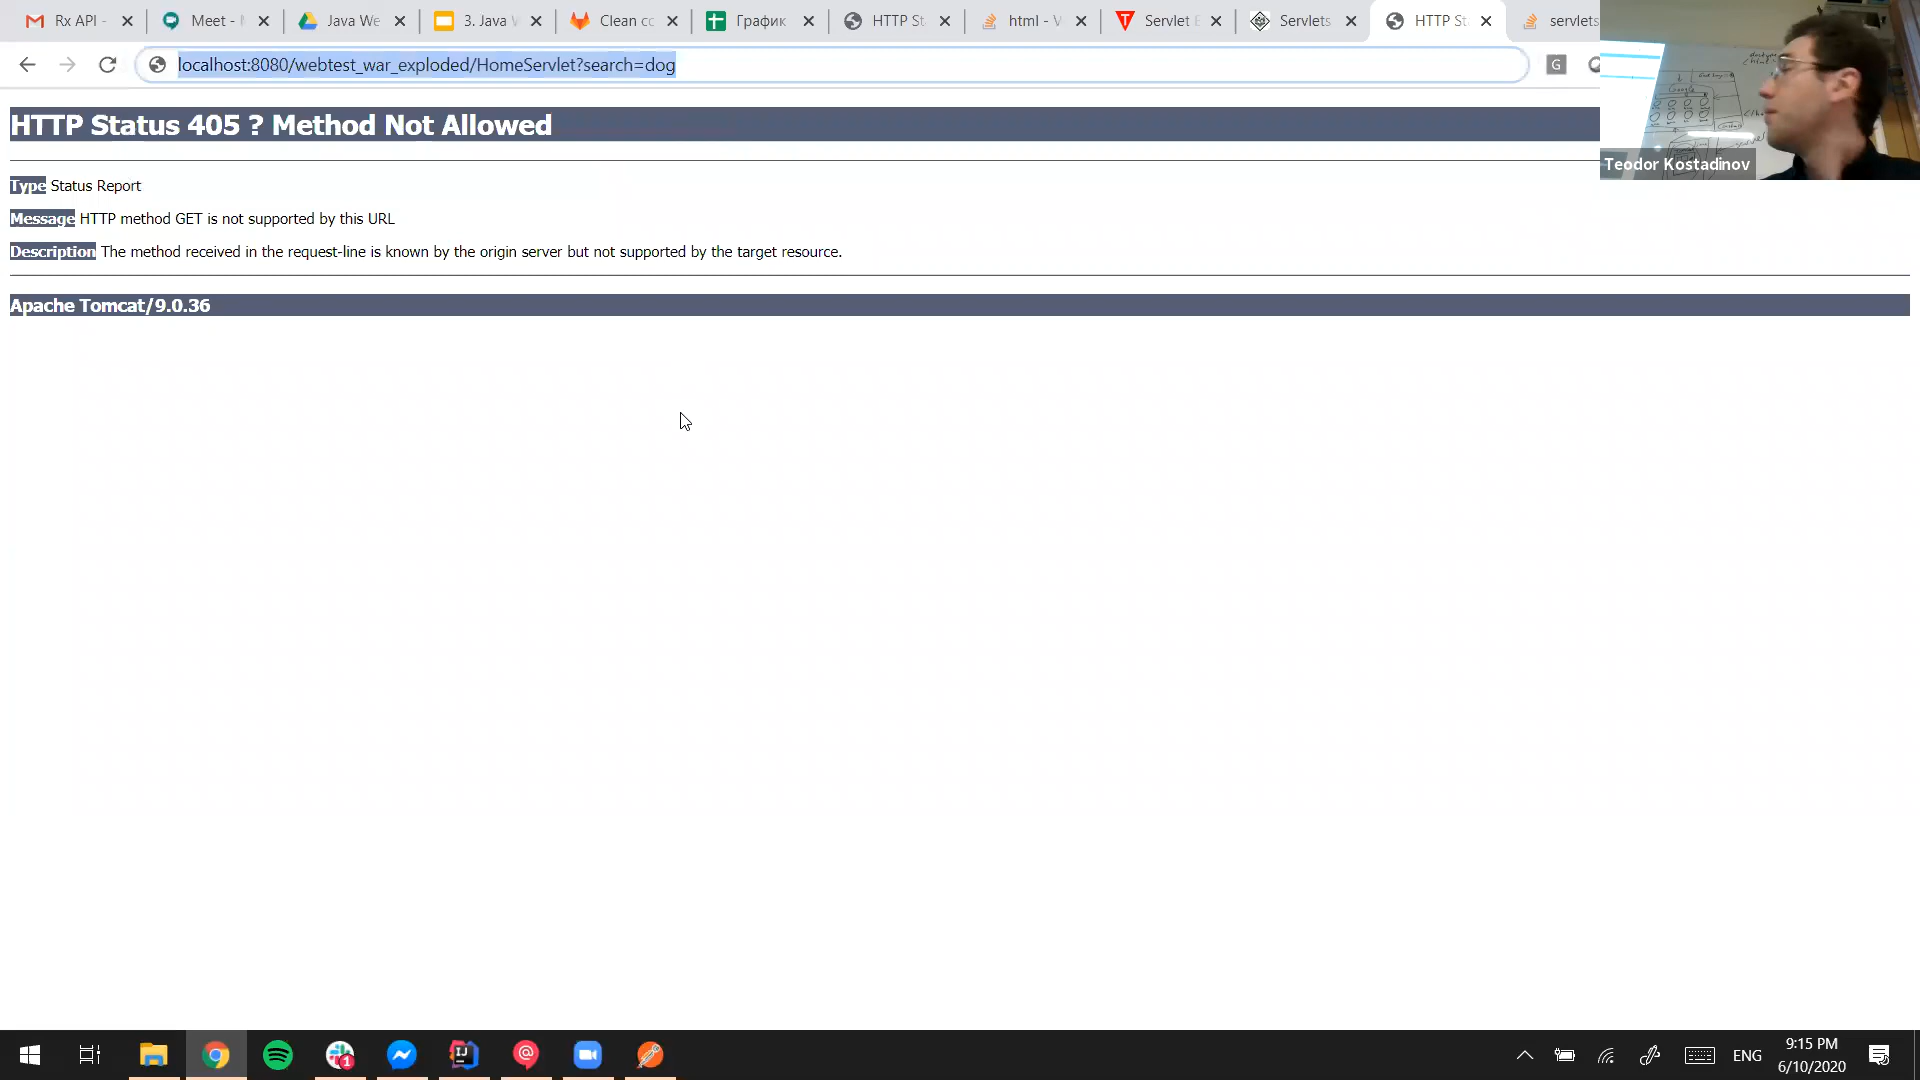 Rx API -
Meet -
Java We
3. Java
Clean co
График
HTTP St
html - V
Servlet E
Servlets
HTTP St
servlets
localhost:8080/webtest_war_exploded/HomeServlet?search=dog
HTTP Status 405 ? Method Not Allowed
Teodor Kostadinov
Type Status Report
Message HTTP method GET is not supported by this URL
Description The method received in the request-line is known by the origin server but not supported by the target resource.
Apache Tomcat/9.0.36
ENG
9:15 PM
6/10/2020